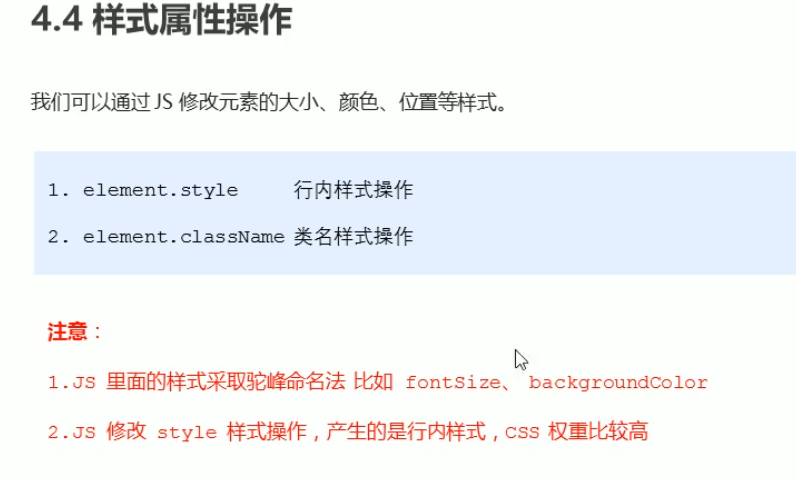 4.4 样式属性操作
我们可以通过 JS 修改元素的大小、颜色、位置等样式。
1. element.style 行内样式操作
2. element.className 类名样式操作
注意：
1.JS 里面的样式采取驼峰命名法 比如 fontSize、 backgroundColor
2.JS 修改 style 样式操作，产生的是行内样式，CSS 权重比较高